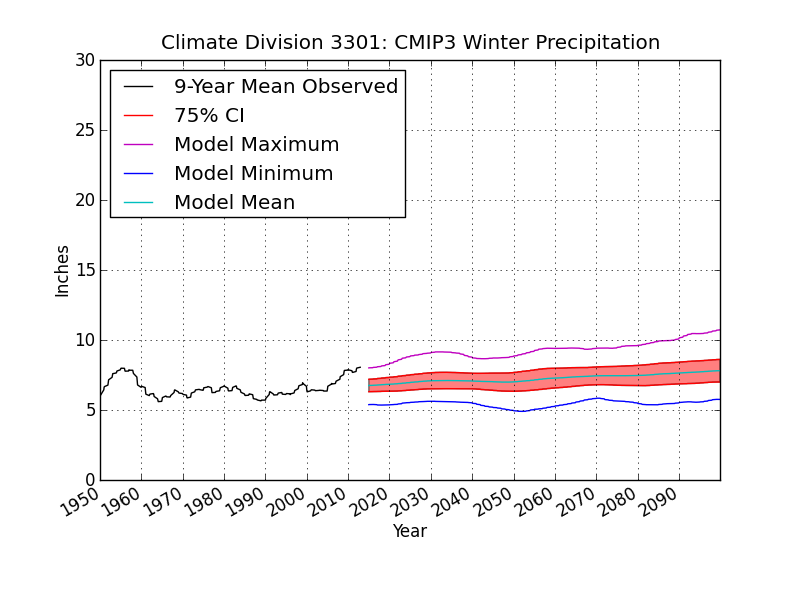 Climate Division 3301: CMIP3 Winter Precipitation
30
25
20
15
10
5
0
Inches
9-Year Mean Observed
75% CI
Model Maximum
Model Minimum
Model Mean
1950 1960 1970 1980 1990 2000 2010 2020 2030 2040 2050 2060 2070 2080 2090
Year